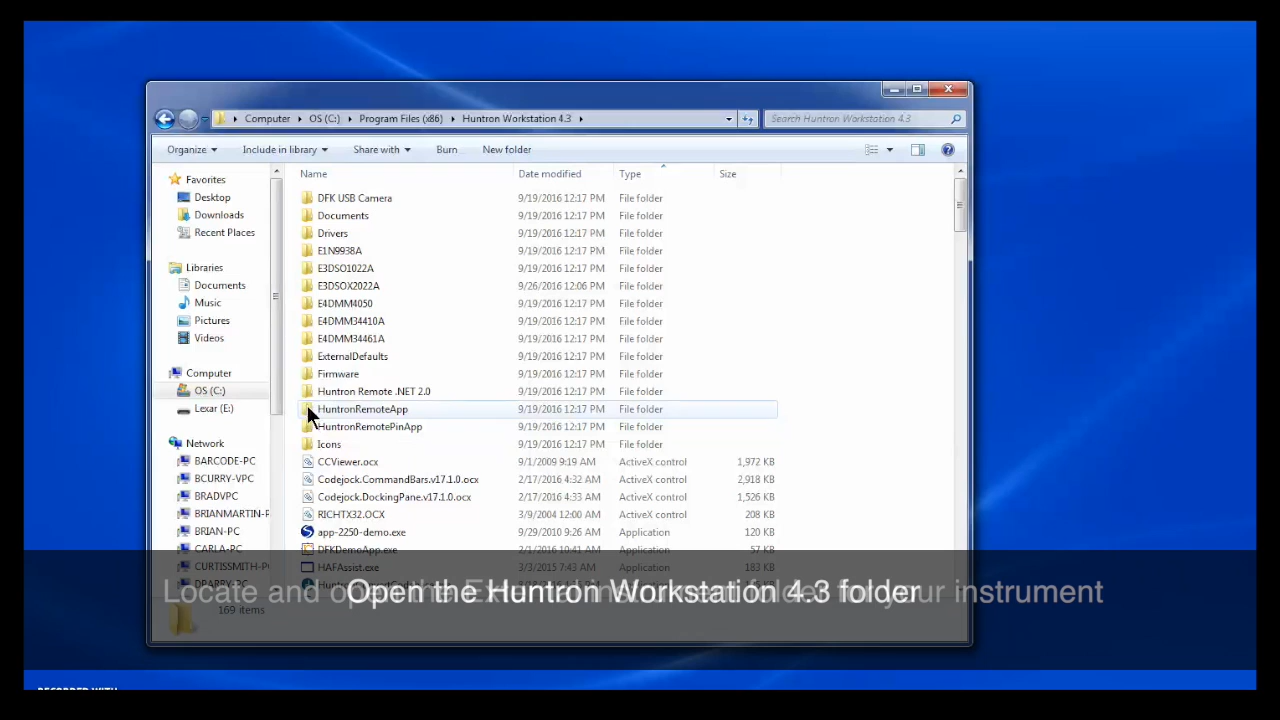 Computer OS (C:) Program Files (x86) Huntron Workstation 4.3 Search Huntron Workstation 4.3
Organize Include in library Share with Burn New folder
Name Date modified Type Size
Favorites
Desktop
Downloads
Recent Places
Libraries
Documents
Music
Pictures
Videos
Computer
OS (C:)
Lexar (E:)
Network
BARCODE-PC
BCURRY-VPC
BRADVPC
BRIANMARTIN-P
BRIAN-PC
CARLA-PC
CURTISSMITH-PC
DPARRY-PC
DFK USB Camera 9/19/2016 12:17 PM File folder
Documents 9/19/2016 12:17 PM File folder
Drivers 9/19/2016 12:17 PM File folder
E1N9938A 9/19/2016 12:17 PM File folder
E3DSO1022A 9/19/2016 12:17 PM File folder
E3DSOX2022A 9/26/2016 12:06 PM File folder
E4DMM4050 9/19/2016 12:17 PM File folder
E4DMM34410A 9/19/2016 12:17 PM File folder
E4DMM34461A 9/19/2016 12:17 PM File folder
ExternalDefaults 9/19/2016 12:17 PM File folder
Firmware 9/19/2016 12:17 PM File folder
Huntron Remote .NET 2.0 9/19/2016 12:17 PM File folder
HuntronRemoteApp 9/19/2016 12:17 PM File folder
HuntronRemotePinApp 9/19/2016 12:17 PM File folder
Icons 9/19/2016 12:17 PM File folder
CCViewer.ocx 9/1/2009 9:19 AM ActiveX control 1,972 KB
Codejock.CommandBars.v17.1.0.ocx 2/17/2016 4:32 AM ActiveX control 2,918 KB
Codejock.DockingPane.v17.1.0.ocx 2/17/2016 4:33 AM ActiveX control 1,526 KB
RICHTX32.OCX 3/9/2004 12:00 AM ActiveX control 208 KB
app-2250-demo.exe 9/29/2010 9:26 AM Application 120 KB
DFKDemoApp.exe 2/1/2016 10:41 AM Application 57 KB
HAFAssist.exe 3/3/2015 7:43 AM Application 183 KB
169 items
Open the Huntron Workstation 4.3 folder
Locate and open the External Instrument folder for your instrument
RECORDED WITH